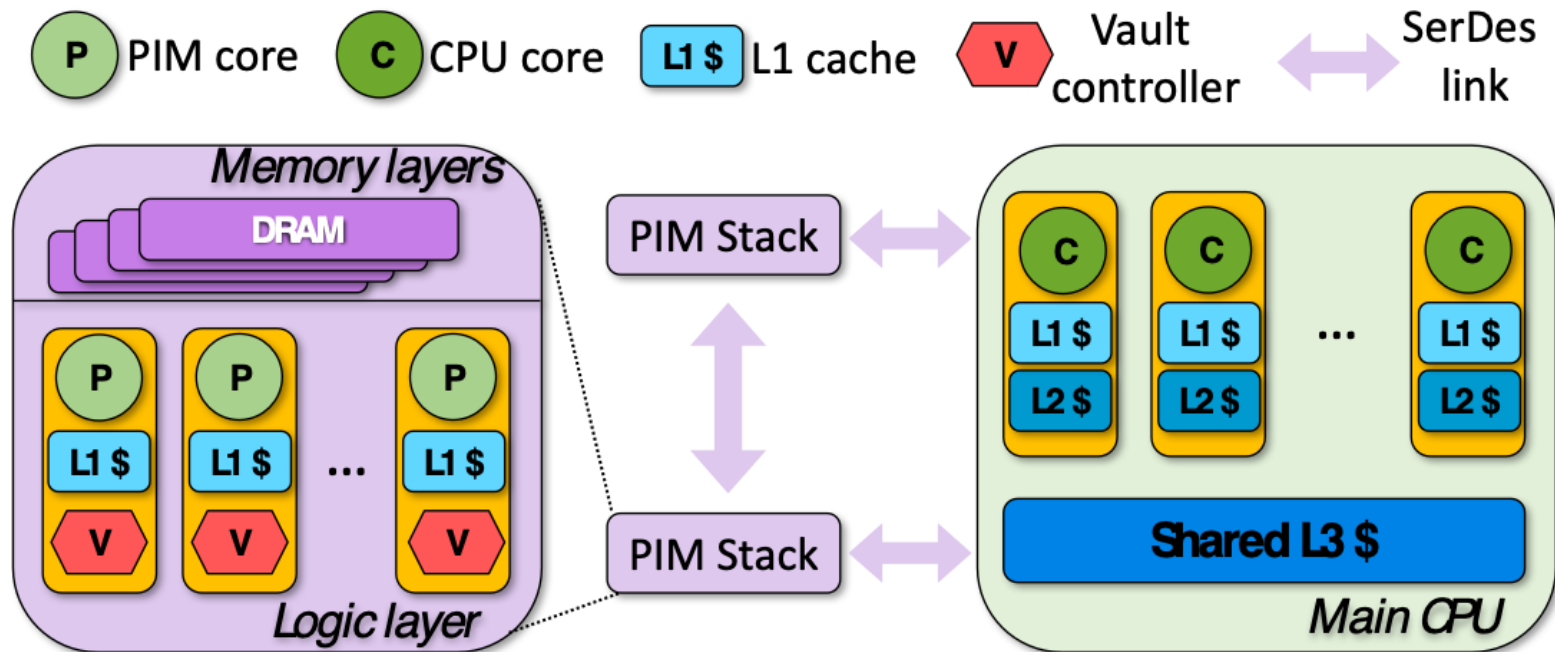 P PIM core
C CPU core
L1 $ L1 cache
V Vault controller
SerDes link
Memory layers
DRAM
P P P
L1 $ L1 $ ... L1 $
V V V
Logic layer
PIM Stack
PIM Stack
C C C
L1 $ L1 $ ... L1 $
L2 $ L2 $ L2 $
Shared L3 $
Main CPU